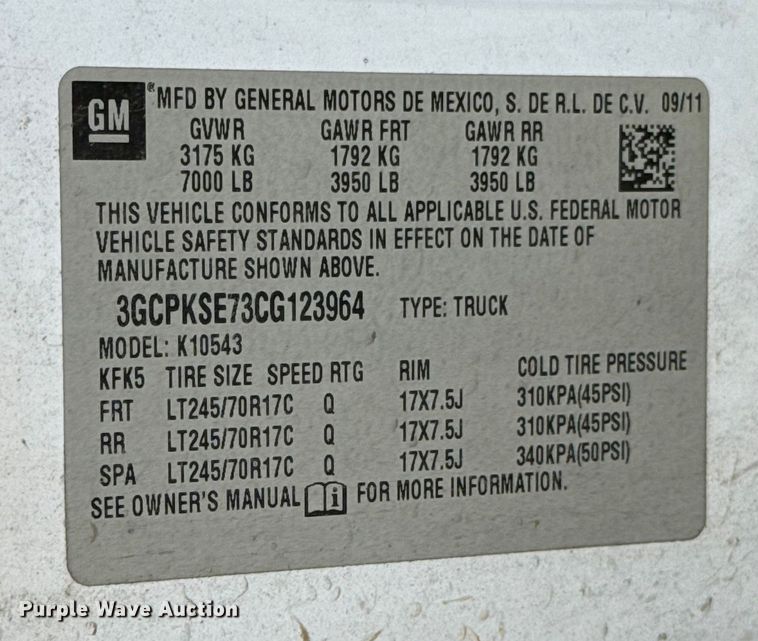 GM ® MFD BY GENERAL MOTORS DE MEXICO, S. DE R.L. DE C.V. 09/11
GVWR GAWR FRT GAWR RR
3175 KG 1792 KG 1792 KG
7000 LB 3950 LB 3950 LB
THIS VEHICLE CONFORMS TO ALL APPLICABLE U.S. FEDERAL MOTOR
VEHICLE SAFETY STANDARDS IN EFFECT ON THE DATE OF
MANUFACTURE SHOWN ABOVE.
3GCPKSE73CG123964 TYPE: TRUCK
MODEL: K10543
KFK5 TIRE SIZE SPEED RTG RIM COLD TIRE PRESSURE
FRT LT245/70R17C Q 17X7.5J 310KPA(45PSI)
RR LT245/70R17C Q 17X7.5J 310KPA(45PSI)
SPA LT245/70R17C Q 17X7.5J 340KPA(50PSI)
SEE OWNER'S MANUAL i FOR MORE INFORMATION.
Purple Wave Auction